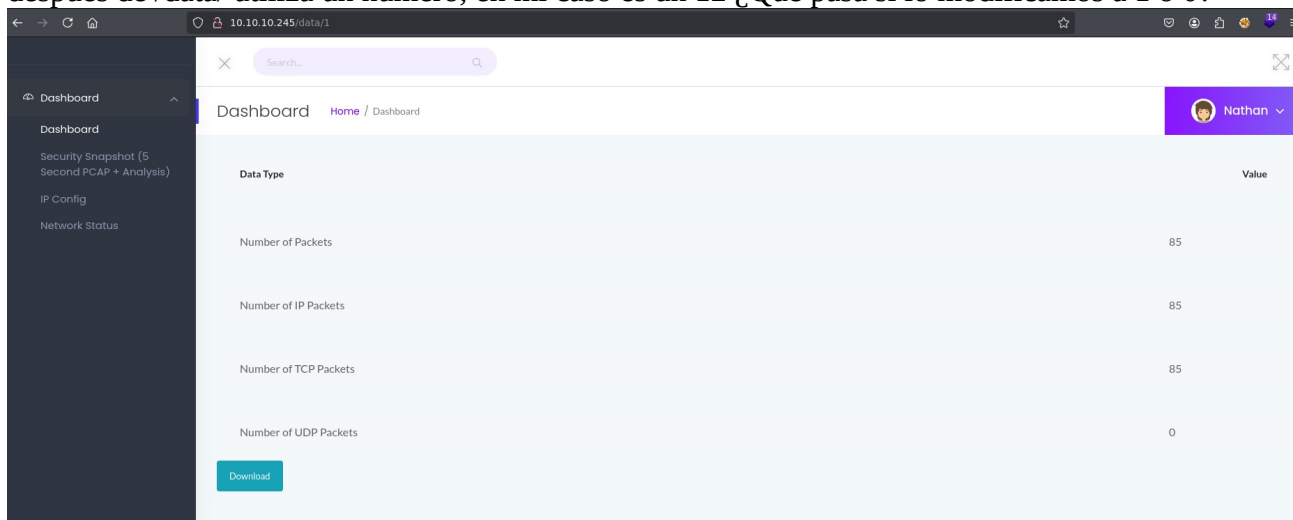 después de /data/ utiliza un número, en mi caso es un 12 ¿Qué pasa si lo modificamos a 1 o 0?
10.10.10.245/data/1
14
Search...
Dashboard
Dashboard Home / Dashboard
Nathan
Dashboard
Security Snapshot (5
Second PCAP + Analysis)
IP Config
Network Status
Data Type Value
Number of Packets 85
Number of IP Packets 85
Number of TCP Packets 85
Number of UDP Packets 0
Download